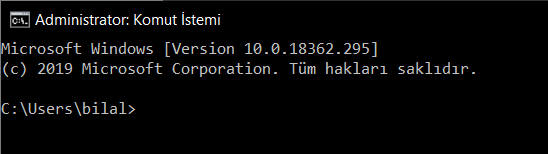 Administrator: Komut İstemi
Microsoft Windows [Version 10.0.18362.295]
(c) 2019 Microsoft Corporation. Tüm hakları saklıdır.
C:\Users\bilal>